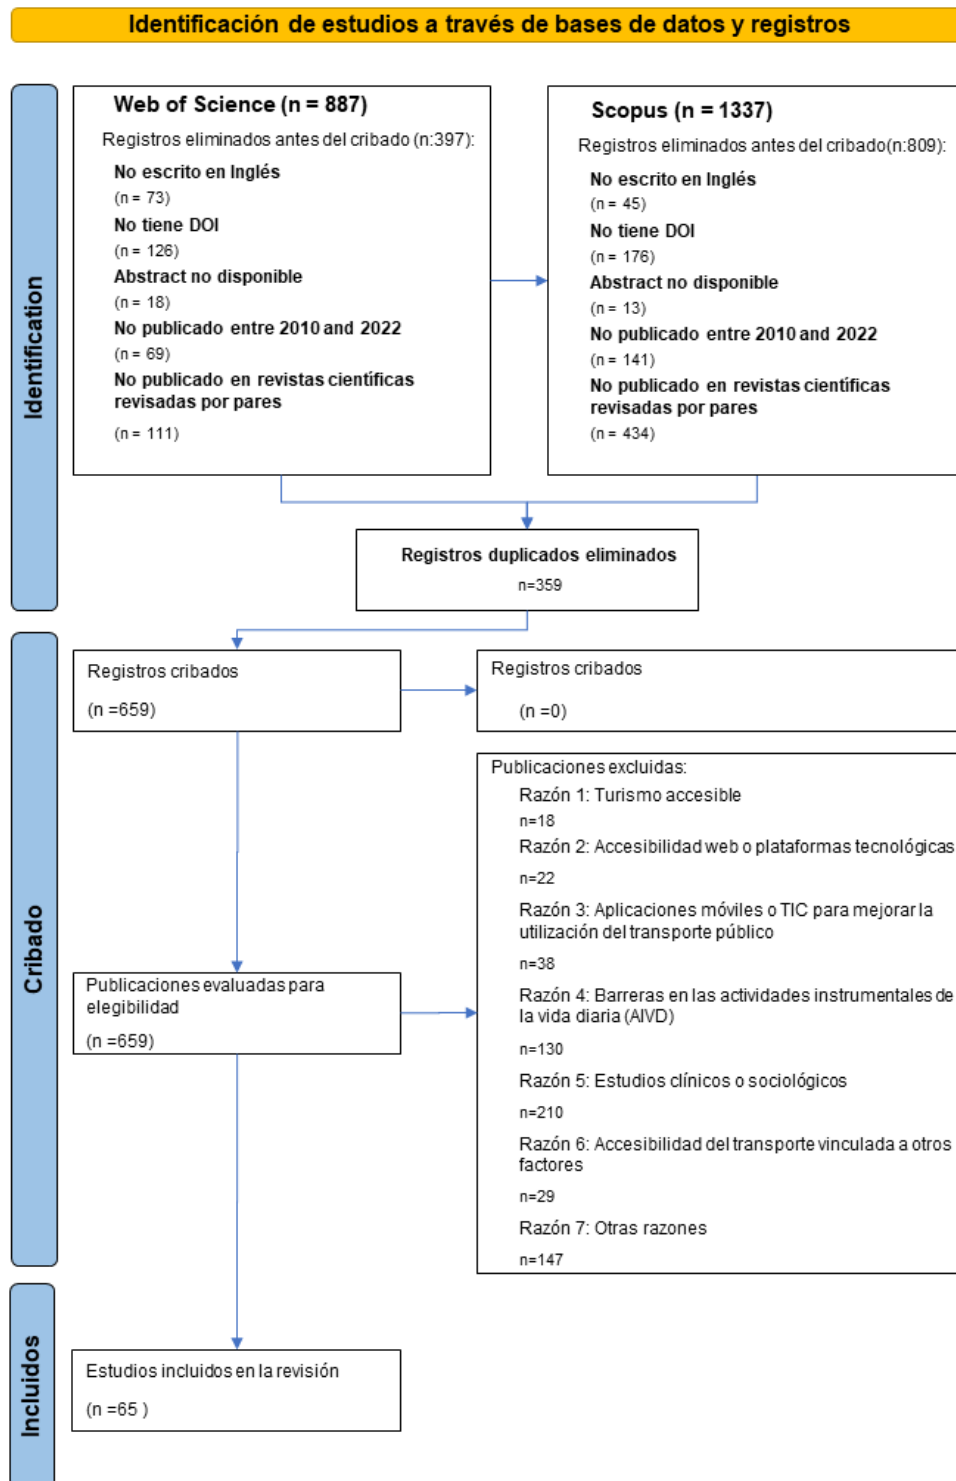 Identificación de estudios a través de bases de datos y registros
Identification
Web of Science (n = 887)
Registros eliminados antes del cribado (n:397):
No escrito en Inglés
(n = 73)
No tiene DOI
(n = 126)
Abstract no disponible
(n = 18)
No publicado entre 2010 and 2022
(n = 69)
No publicado en revistas científicas
revisadas por pares
(n = 111)
Scopus (n = 1337)
Registros eliminados antes del cribado(n:809):
No escrito en Inglés
(n = 45)
No tiene DOI
(n = 176)
Abstract no disponible
(n = 13)
No publicado entre 2010 and 2022
(n = 141)
No publicado en revistas científicas
revisadas por pares
(n = 434)
Registros duplicados eliminados
n=359
Cribado
Registros cribados
(n =659)
Registros cribados
(n =0)
Publicaciones evaluadas para
elegibilidad
(n =659)
Publicaciones excluidas:
Razón 1: Turismo accesible
n=18
Razón 2: Accesibilidad web o plataformas tecnológicas
n=22
Razón 3: Aplicaciones móviles o TIC para mejorar la
utilización del transporte público
n=38
Razón 4: Barreras en las actividades instrumentales de
la vida diaria (AIVD)
n=130
Razón 5: Estudios clínicos o sociológicos
n=210
Razón 6: Accesibilidad del transporte vinculada a otros
factores
n=29
Razón 7: Otras razones
n=147
Incluidos
Estudios incluidos en la revisión
(n =65 )